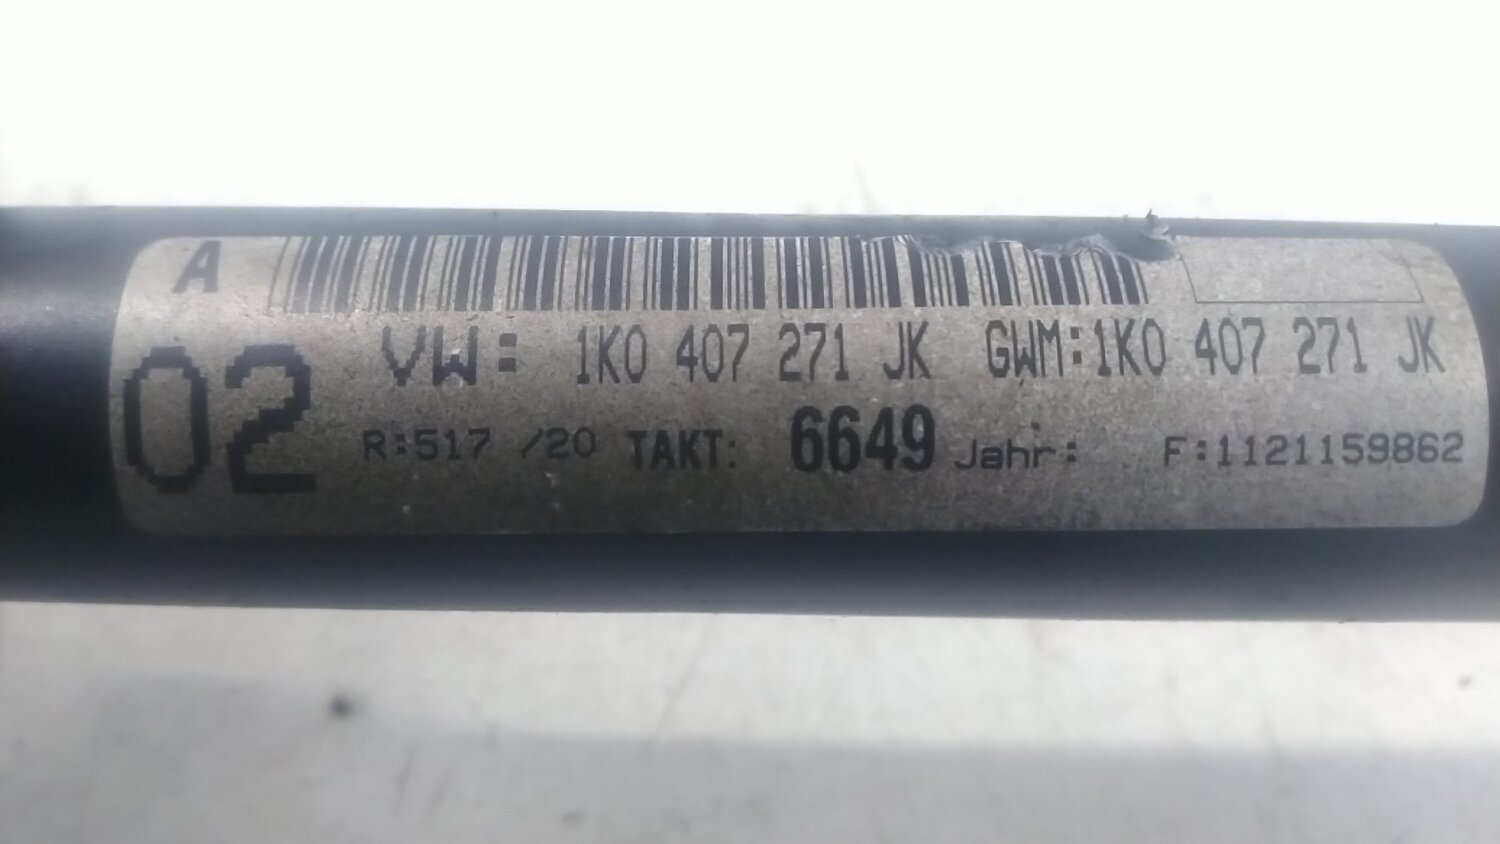 A
02
VW: 1K0 407 271 JK GWM:1K0 407 271 JK
R:517 /20 TAKT: 6649 Jahr: F:1121159862